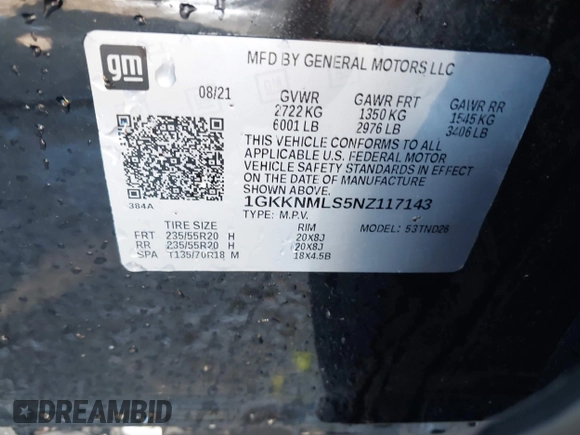 gm
MFD BY GENERAL MOTORS LLC
08/21 GVWR GAWR FRT GAWR RR
2722 KG 1350 KG 1545 KG
6001 LB 2976 LB 3406 LB
THIS VEHICLE CONFORMS TO ALL
APPLICABLE U.S. FEDERAL MOTOR
VEHICLE SAFETY STANDARDS IN EFFECT
ON THE DATE OF MANUFACTURE
SHOWN ABOVE.
384A 1GKKNMLS5NZ117143
TYPE: M.P.V. MODEL: 53TND26
TIRE SIZE RIM
FRT 235/55R20 H 20X8J
RR 235/55R20 H 20X8J
SPA T135/70R18 M 18X4.5B
DREAMBID